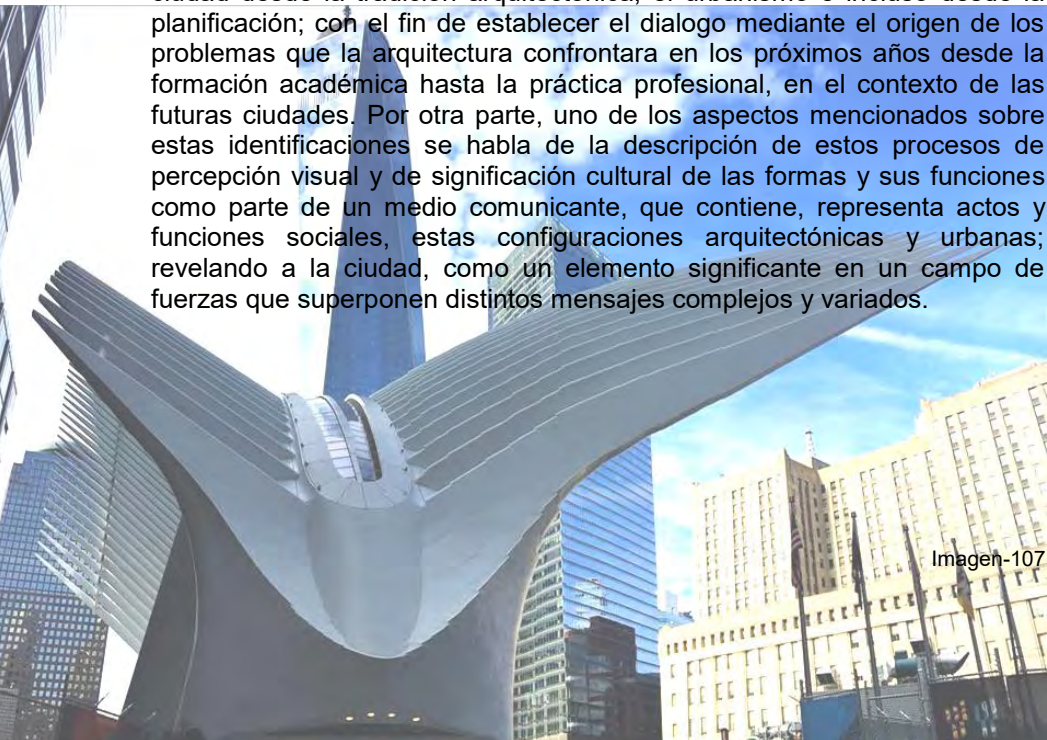 planificación; con el fin de establecer el dialogo mediante el origen de los
problemas que la arquitectura confrontara en los próximos años desde la
formación académica hasta la práctica profesional, en el contexto de las
futuras ciudades. Por otra parte, uno de los aspectos mencionados sobre
estas identificaciones se habla de la descripción de estos procesos de
percepción visual y de significación cultural de las formas y sus funciones
como parte de un medio comunicante, que contiene, representa actos y
funciones sociales, estas configuraciones arquitectónicas y urbanas;
revelando a la ciudad, como un elemento significante en un campo de
fuerzas que superponen distintos mensajes complejos y variados.
Imagen-107